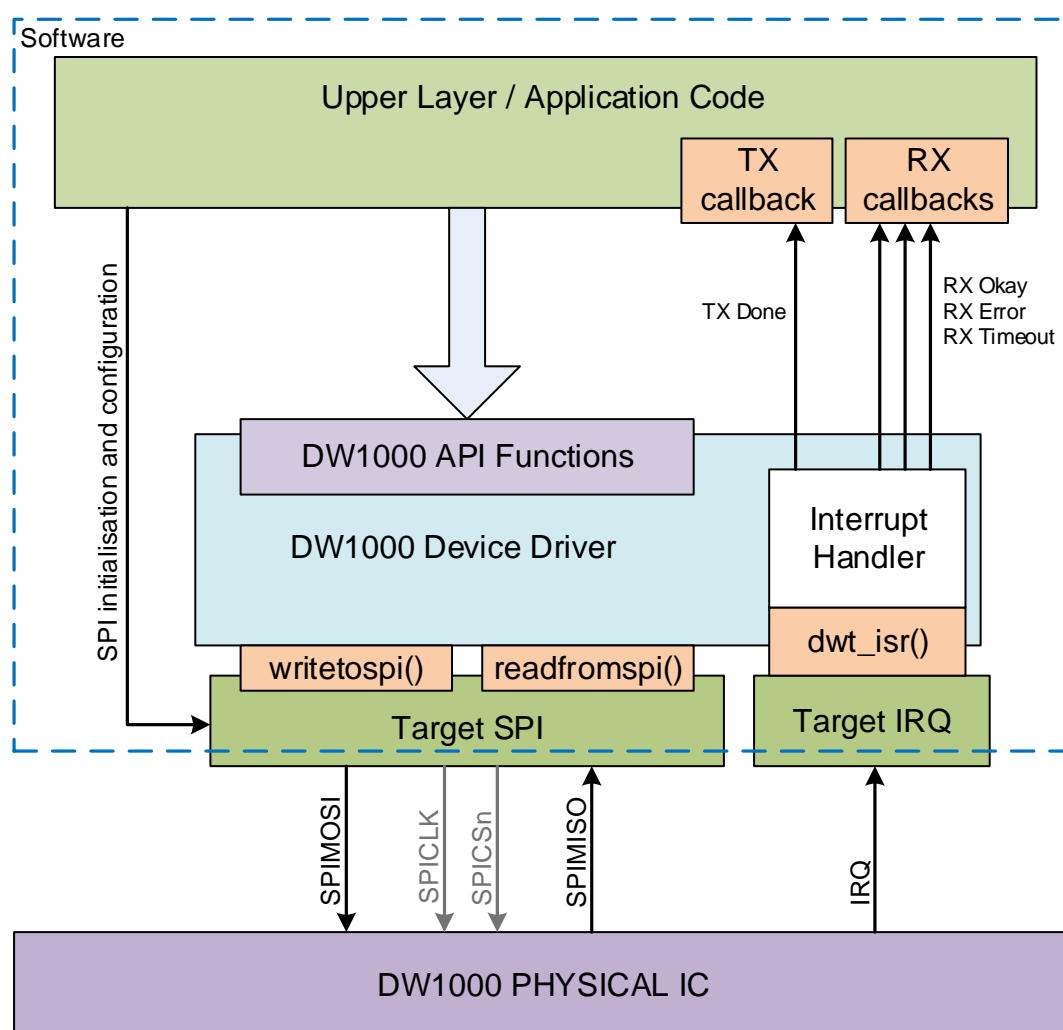 Software
Upper Layer / Application Code
TX
callback
RX
callbacks
SPI initialisation and configuration
TX Done
RX Okay
RX Error
RX Timeout
DW1000 API Functions
DW1000 Device Driver
Interrupt
Handler
dwt_isr()
writetospi()
readfromspi()
Target SPI
Target IRQ
SPIMOSI
SPICLK
SPICSn
SPIMISO
IRQ
DW1000 PHYSICAL IC